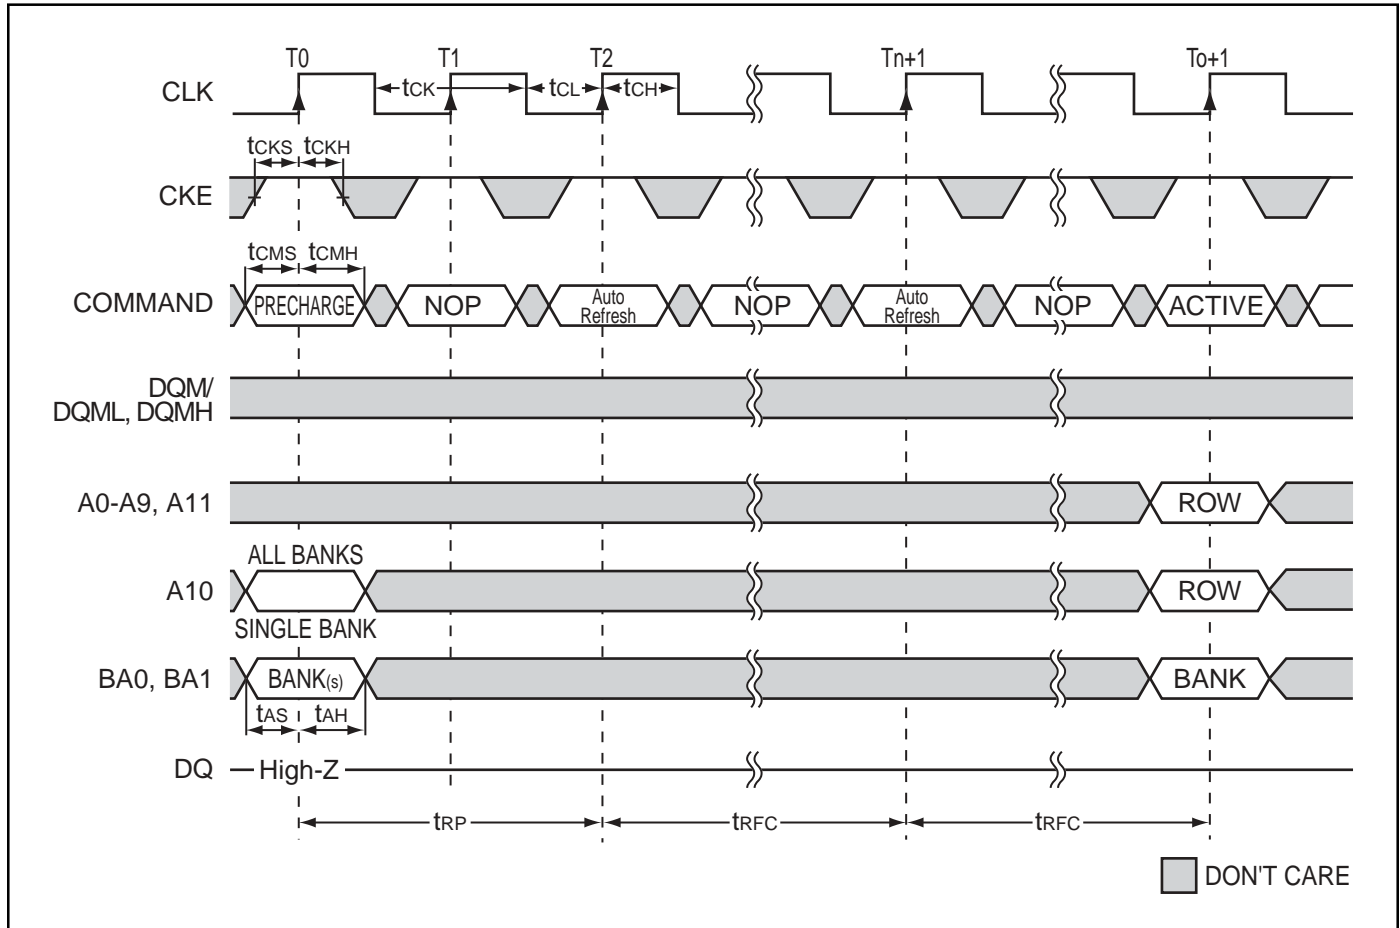 T0 T1 T2 Tn+1 To+1
CLK tCK tCL tCH
tCKS tCKH
CKE
tCMS tCMH
COMMAND PRECHARGE NOP Auto Refresh NOP Auto Refresh NOP ACTIVE
DQM/
DQML, DQMH
A0-A9, A11 ROW
ALL BANKS
A10 ROW
SINGLE BANK
BA0, BA1 BANK(s) BANK
tAS tAH
DQ High-Z
tRP tRFC tRFC
DON'T CARE